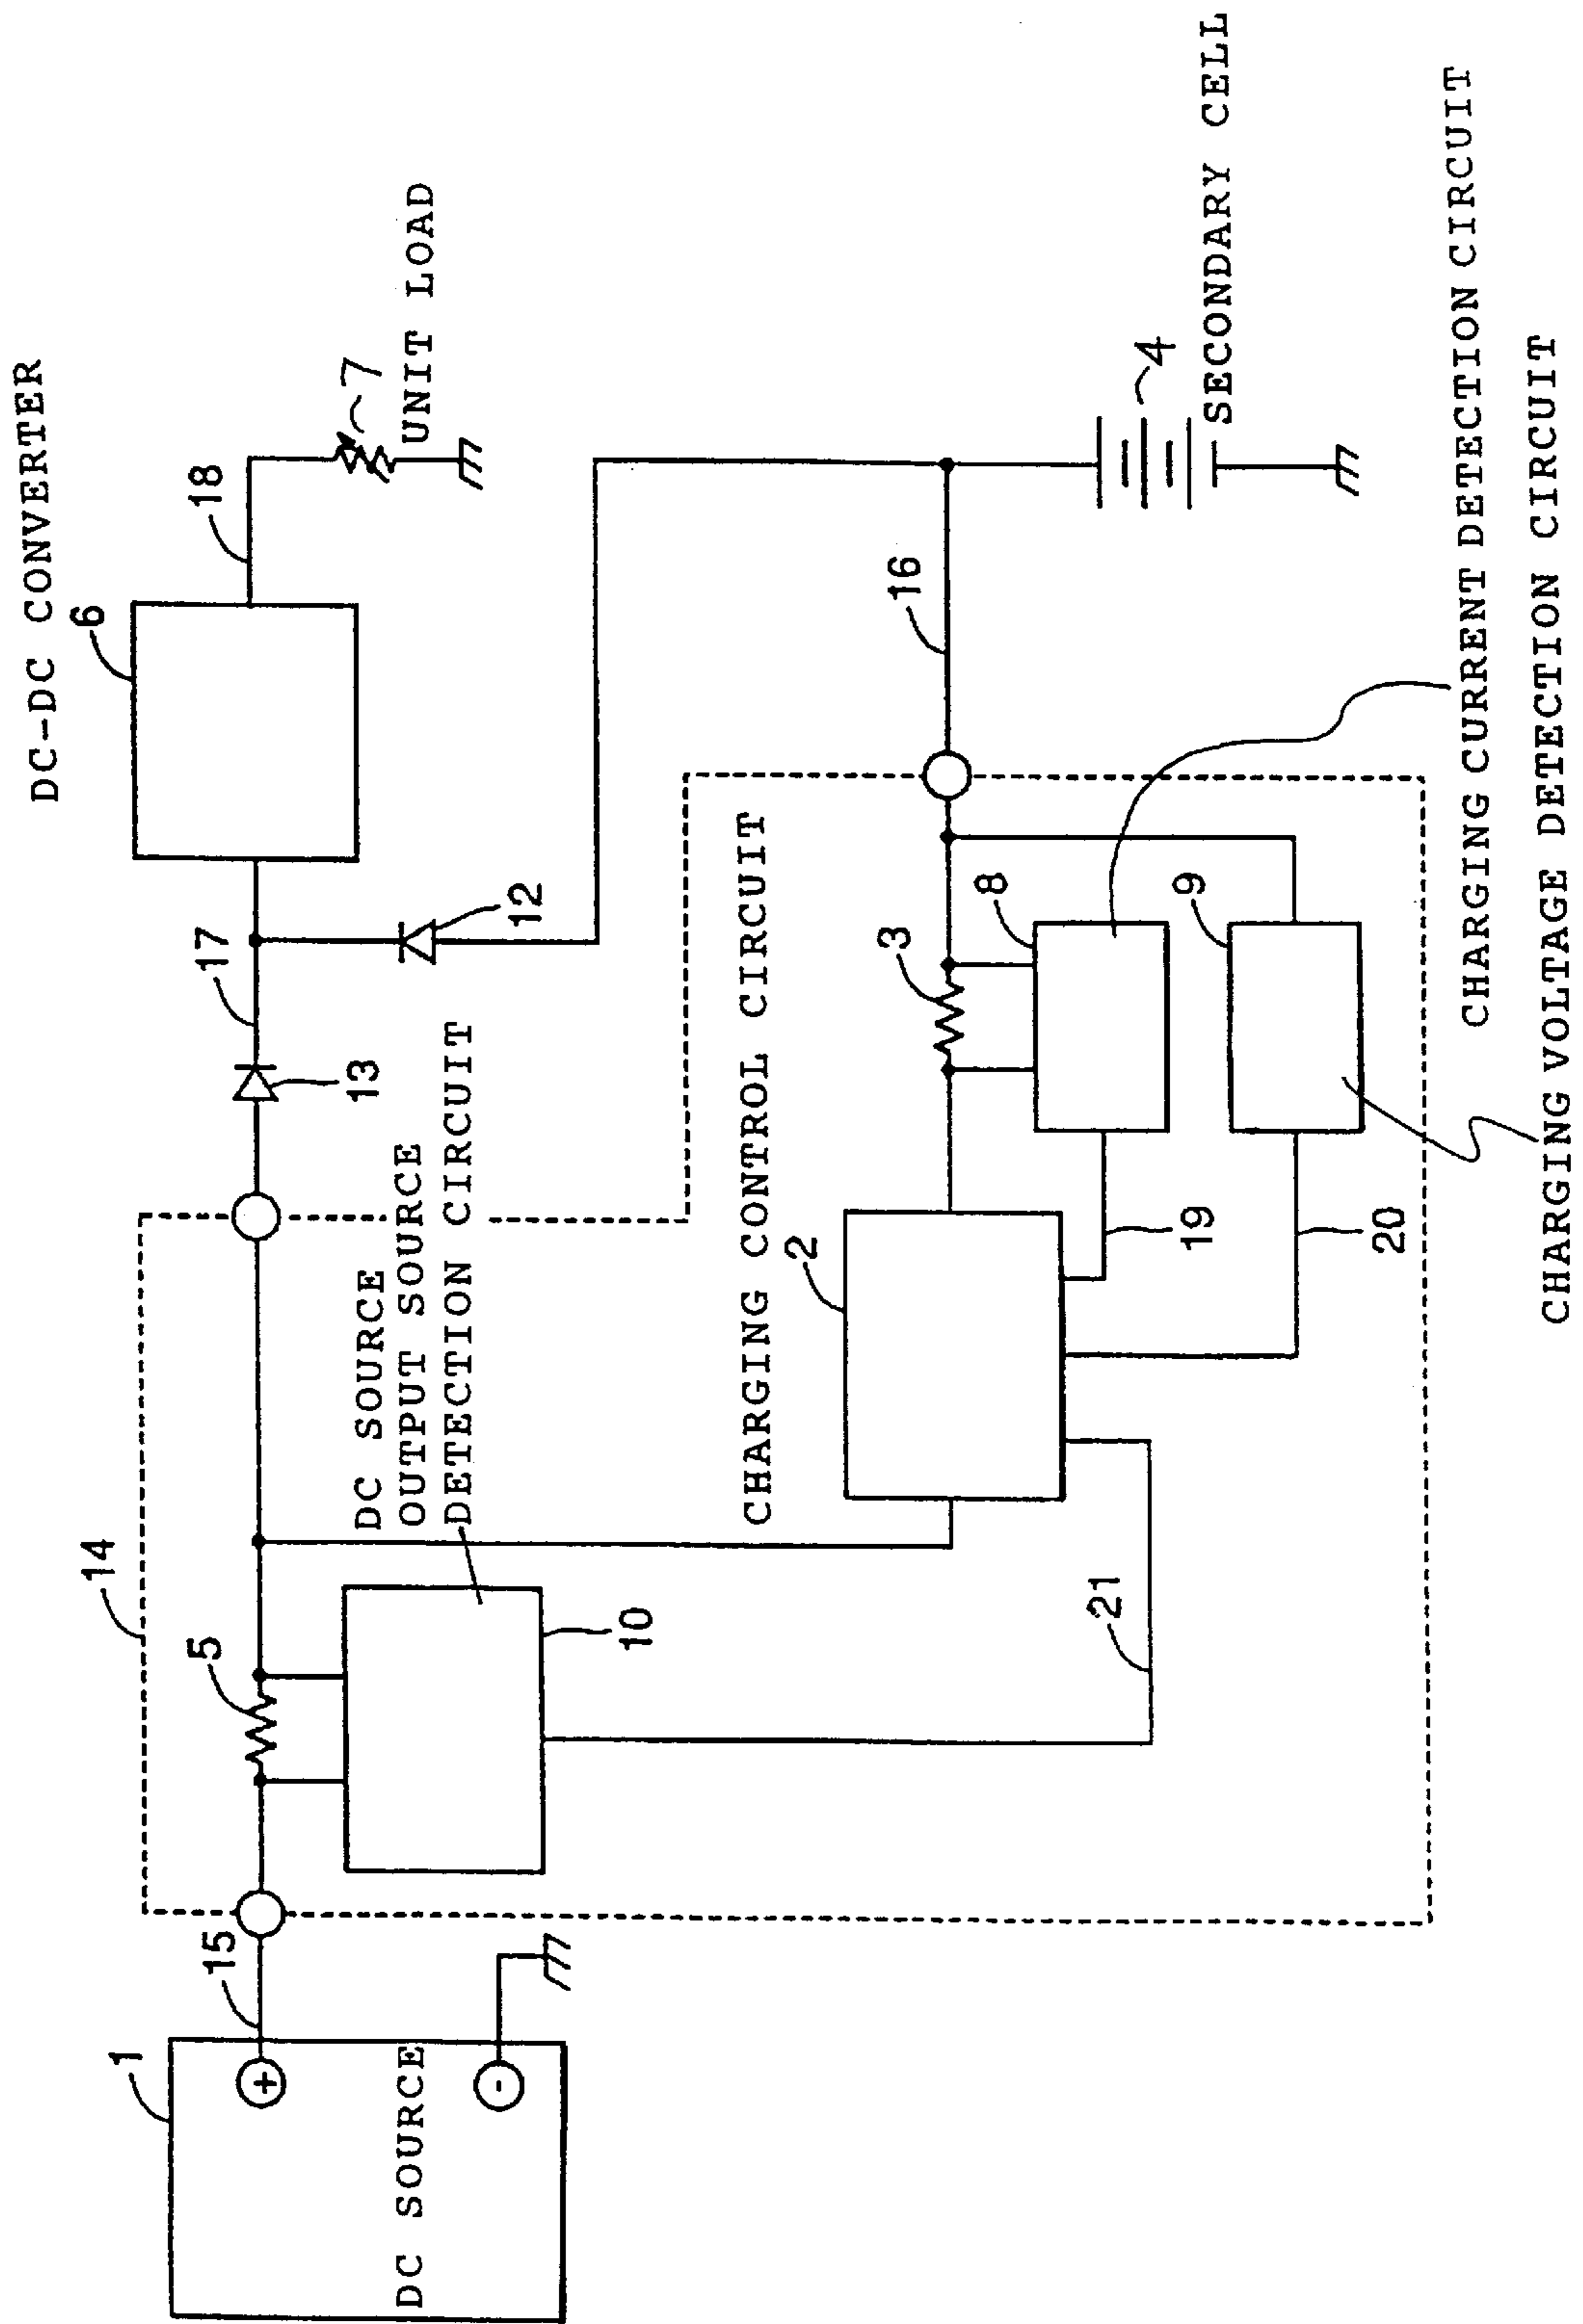 DC-DC CONVERTER
6
18
7
UNIT LOAD
17
13
12
14
5
DC SOURCE
OUTPUT SOURCE
DETECTION CIRCUIT
10
15
1
+
DC SOURCE
-
CHARGING CONTROL CIRCUIT
2
3
8
9
16
4
SECONDARY CELL
19
20
21
CHARGING CURRENT DETECTION CIRCUIT
CHARGING VOLTAGE DETECTION CIRCUIT